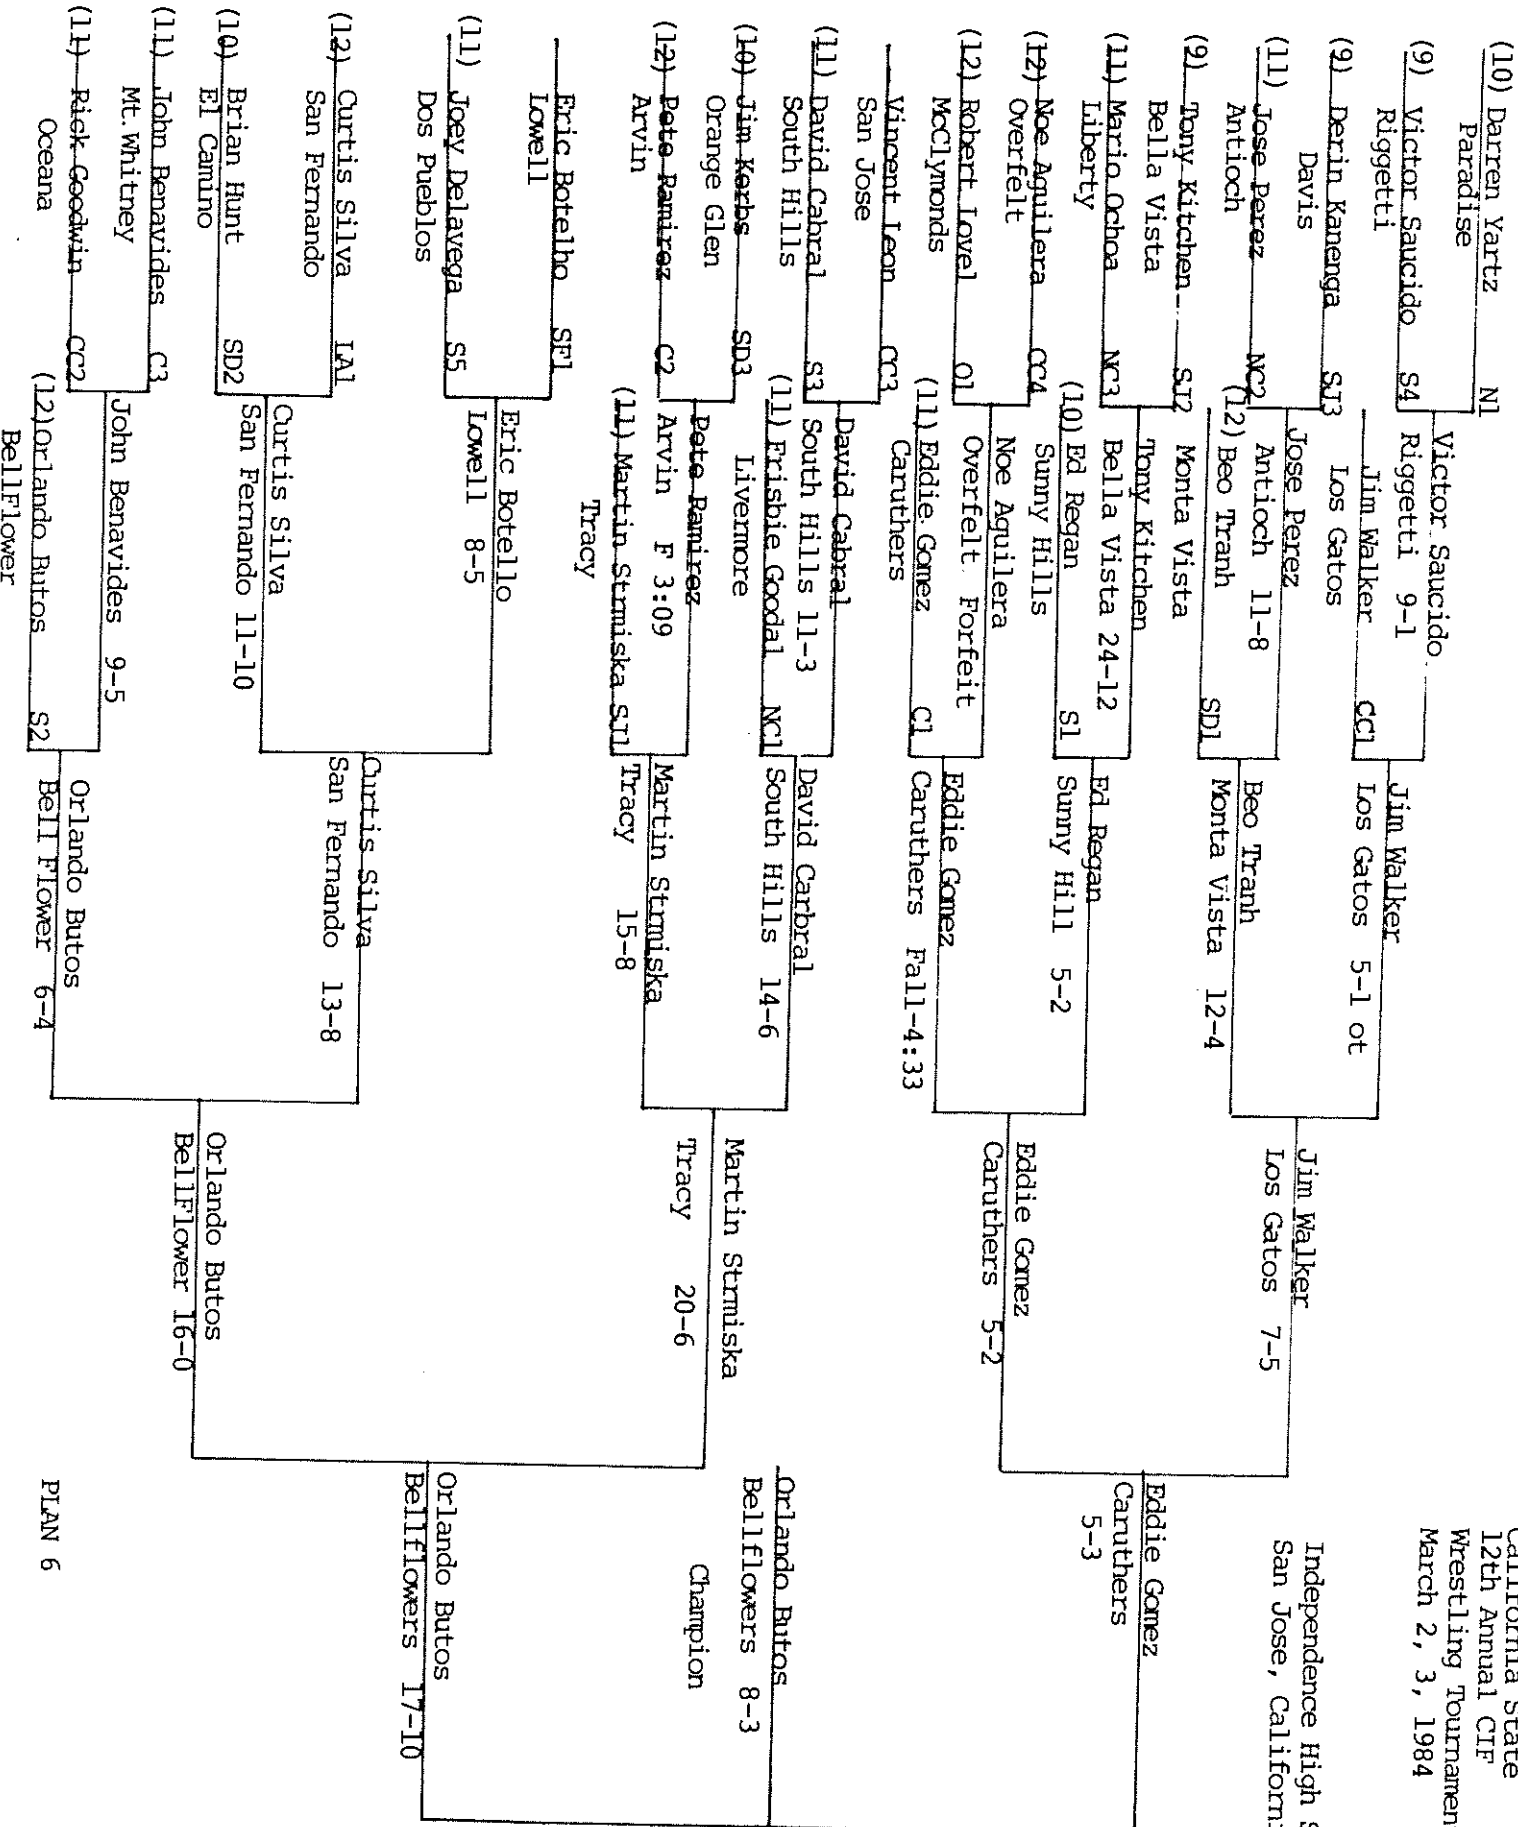 California State
12th Annual CIF
Wrestling Tournamen
March 2, 3, 1984
Independence High S
San Jose, Californi
(10) Darren Yartz N1
Paradise
(9) Victor Saucido S4
Riggetti
(9) Derin Kanenga SJ3
Davis
(11) Jose Perez NC2
Antioch
(9) Tony Kitchen SJ2
Bella Vista
(11) Mario Ochoa NC3
Liberty
(12) Noe Aguilera CC4
Overfelt
(12) Robert Lovel O1
McClymonds
Vincent Leon CC3
San Jose
(11) David Cabral S3
South Hills
(10) Jim Kerbs SD3
Orange Glen
(12) Pete Ramirez C2
Arvin
Eric Botelho SF1
Lowell
(11) Joey Delavega S5
Dos Pueblos
(12) Curtis Silva LA1
San Fernando
(10) Brian Hunt SD2
El Camino
(11) John Benavides C3
Mt. Whitney
(11) Rick Goodwin CC2
Oceana
Victor Saucido
Riggetti 9-1
Jim Walker CC1
Los Gatos
Jose Perez
Antioch 11-8
(12) Beo Tranh SD1
Monta Vista
Tony Kitchen
Bella Vista 24-12
(10) Ed Regan S1
Sunny Hills
Noe Aguilera
Overfelt Forfeit
(11) Eddie Gomez C1
Caruthers
David Cabral
South Hills 11-3
(11) Frisbie Goodal NC1
Livermore
Pete Ramirez
Arvin F 3:09
(11) Martin Strmiska SJ1
Tracy
Eric Botello
Lowell 8-5
Curtis Silva
San Fernando 11-10
John Benavides 9-5
(12) Orlando Butos S2
BellFlower
Jim Walker
Los Gatos 5-1 ot
Beo Tranh
Monta Vista 12-4
Ed Regan
Sunny Hill 5-2
Eddie Gomez
Caruthers Fall-4:33
David Carbral
South Hills 14-6
Martin Strmiska
Tracy 15-8
Curtis Silva
San Fernando 13-8
Orlando Butos
Bell Flower 6-4
Jim Walker
Los Gatos 7-5
Eddie Gomez
Caruthers 5-2
Martin Strmiska
Tracy 20-6
Orlando Butos
BellFlower 16-0
Eddie Gomez
Caruthers
5-3
Orlando Butos
Bellflowers 8-3
Champion
Orlando Butos
Bellflowers 17-10
PLAN 6